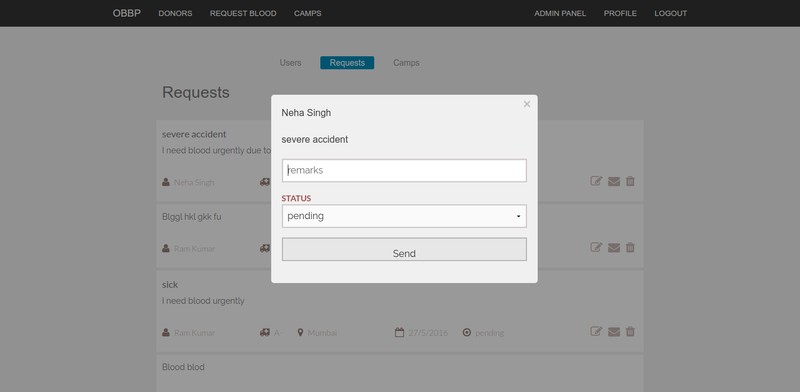 OBBP DONORS REQUEST BLOOD CAMPS ADMIN PANEL PROFILE LOGOUT
Users Requests Camps
Requests
×
Neha Singh
severe accident
remarks
STATUS
pending
Send
severe accident
I need blood urgently due to
Neha Singh
Blggl hkl gkk fu
Ram Kumar
sick
I need blood urgently
Ram Kumar A- Mumbai 27/5/2016 pending
Blood blod